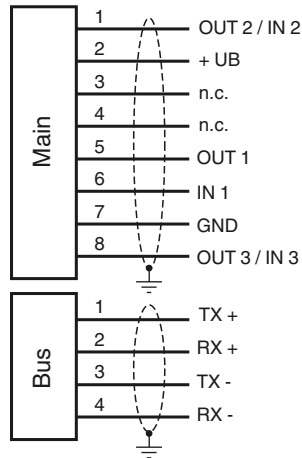 Main
1 OUT 2 / IN 2
2 + UB
3 n.c.
4 n.c.
5 OUT 1
6 IN 1
7 GND
8 OUT 3 / IN 3
Bus
1 TX +
2 RX +
3 TX -
4 RX -